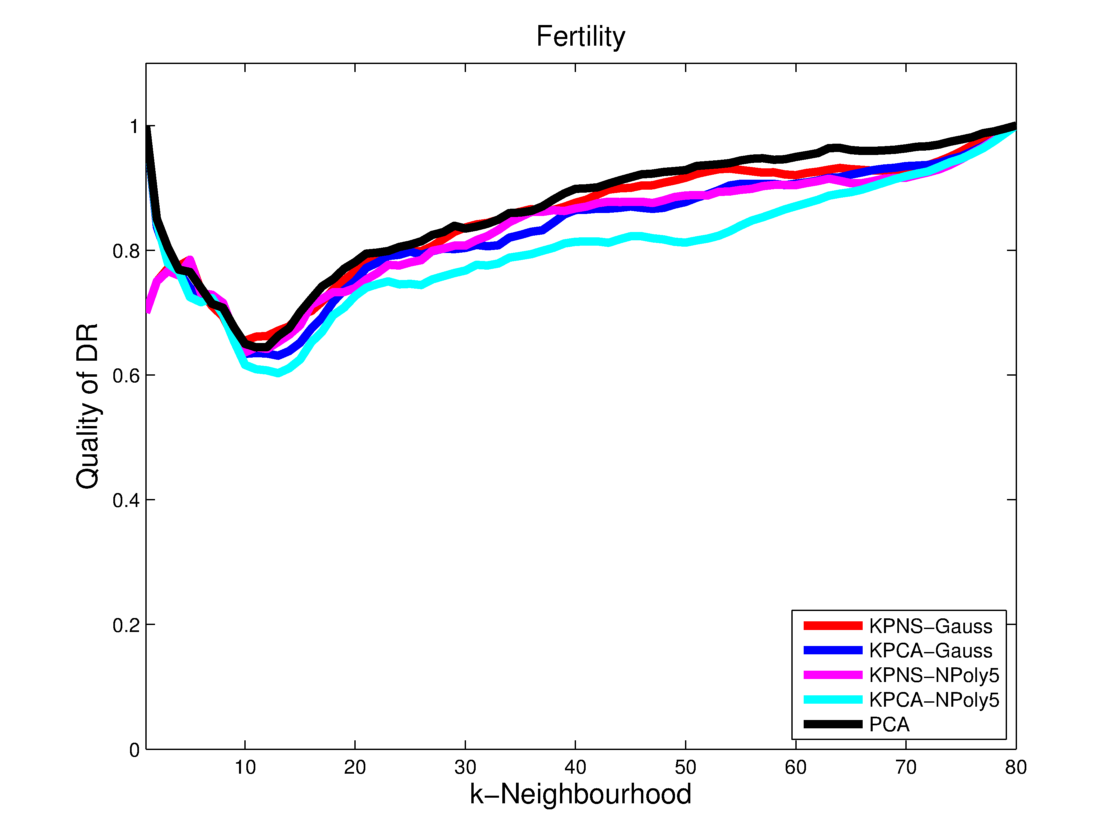 Fertility
1
0.8
0.6
0.4
0.2
0
Quality of DR
10 20 30 40 50 60 70 80
k−Neighbourhood
KPNS−Gauss
KPCA−Gauss
KPNS−NPoly5
KPCA−NPoly5
PCA